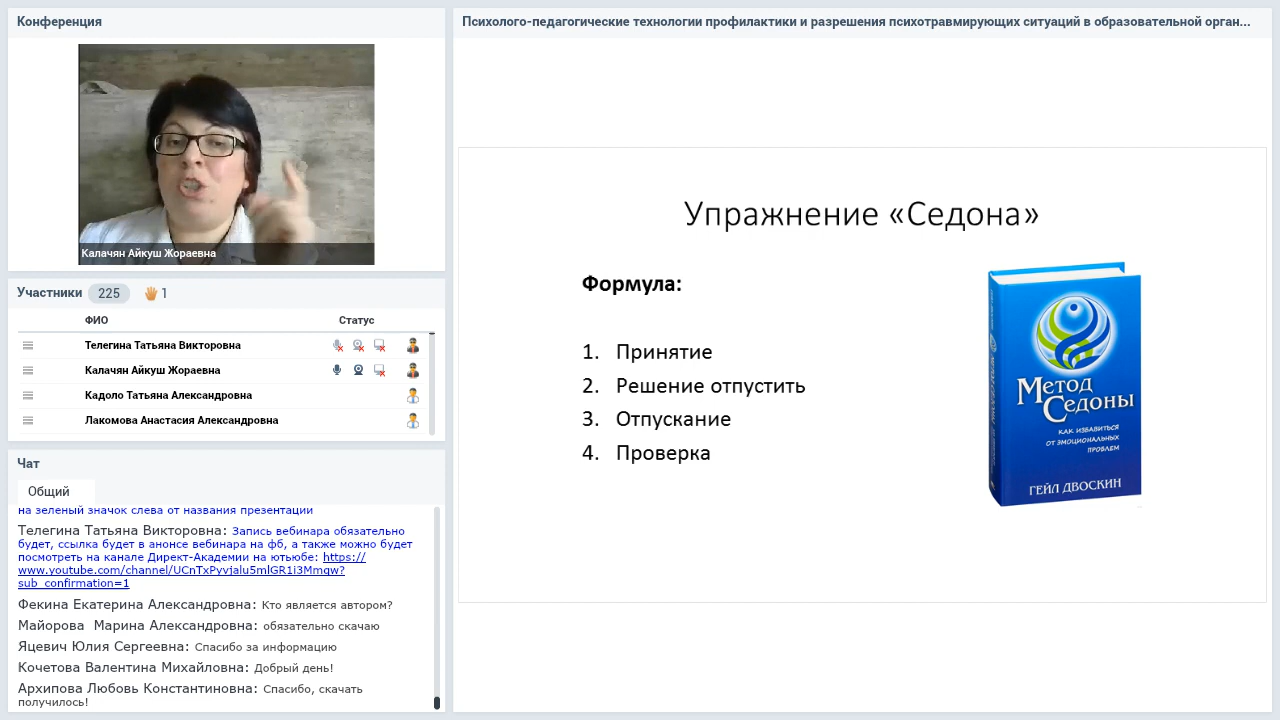 Конференция
Калачян Айкуш Жораевна
Участники 225 1
ФИО Статус
Телегина Татьяна Викторовна
Калачян Айкуш Жораевна
Кадоло Татьяна Александровна
Лакомова Анастасия Александровна
Чат
Общий
на зеленый значок слева от названия презентации
Телегина Татьяна Викторовна: Запись вебинара обязательно
будет, ссылка будет в анонсе вебинара на фб, а также можно будет
посмотреть на канале Директ-Академии на ютьюбе: https://
www.youtube.com/channel/UCnTxPyvjalu5mlGR1i3Mmqw?
sub_confirmation=1
Фекина Екатерина Александровна: Кто является автором?
Майорова Марина Александровна: обязательно скачаю
Яцевич Юлия Сергеевна: Спасибо за информацию
Кочетова Валентина Михайловна: Добрый день!
Архипова Любовь Константиновна: Спасибо, скачать
получилось!
Психолого-педагогические технологии профилактики и разрешения психотравмирующих ситуаций в образовательной орган...
Упражнение «Седона»
Формула:
1. Принятие
2. Решение отпустить
3. Отпускание
4. Проверка
Метод
Седоны
как избавиться
от эмоциональных
проблем
Гейл Двоскин